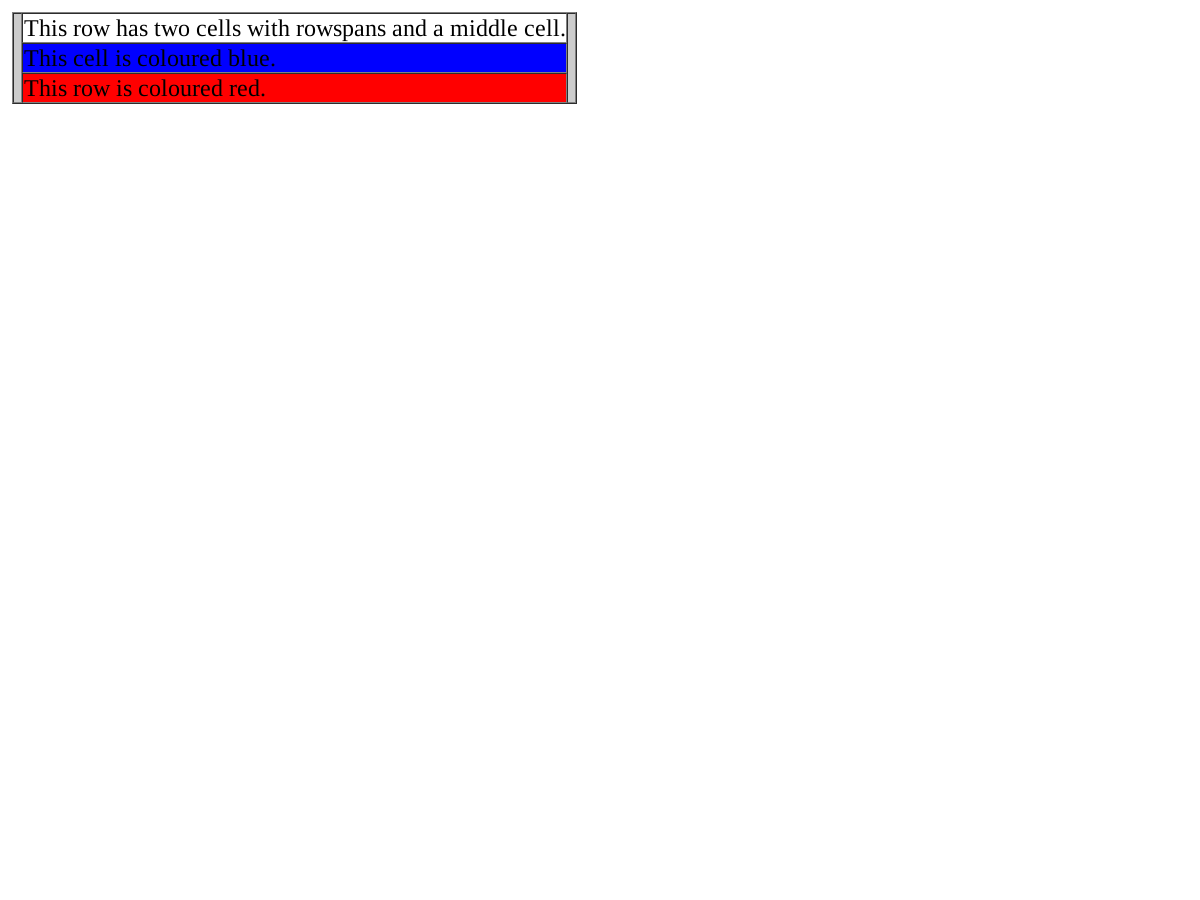 This row has two cells with rowspans and a middle cell.
This cell is coloured blue.
This row is coloured red.